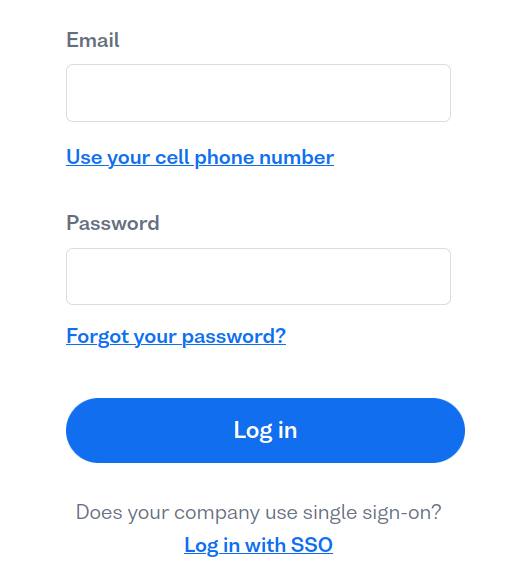 Email
Use your cell phone number
Password
Forgot your password?
Log in
Does your company use single sign-on?
Log in with SSO